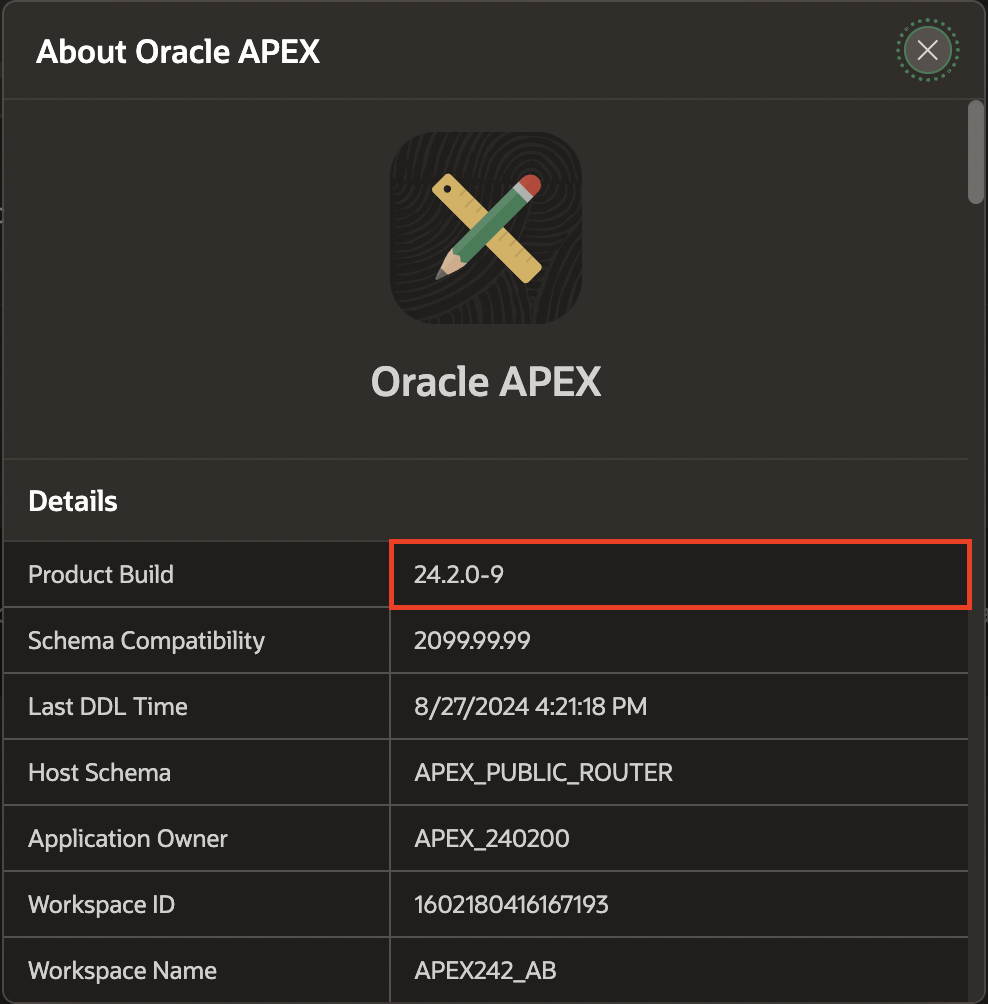 About Oracle APEX
Oracle APEX
Details
Product Build 24.2.0-9
Schema Compatibility 2099.99.99
Last DDL Time 8/27/2024 4:21:18 PM
Host Schema APEX_PUBLIC_ROUTER
Application Owner APEX_240200
Workspace ID 1602180416167193
Workspace Name APEX242_AB